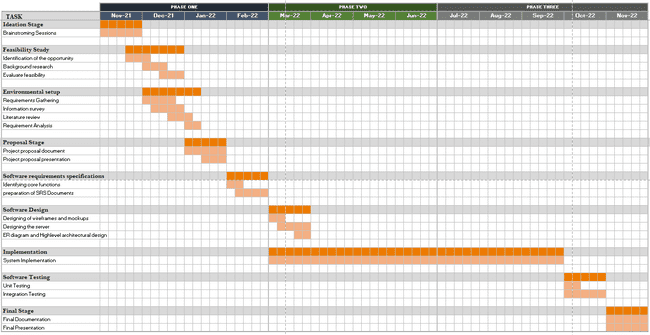 PHASE ONE PHASE TWO PHASE THREE
TASK Nov-21 Dec-21 Jan-22 Feb-22 Mar-22 Apr-22 May-22 Jun-22 Jul-22 Aug-22 Sep-22 Oct-22 Nov-22
Ideation Stage
Brainstroming Sessions
Feasibility Study
Identification of the opportunity
Background research
Evaluate feasibility
Environmental setup
Requirements Gathering
Information survey
Literature review
Requirement Analysis
Proposal Stage
Project proposal document
Project proposal presentation
Software requirements specifications
Identifying core functions
preparation of SRS Documents
Software Design
Designing of wireframes and mockups
Designing the server
ER diagram and Highlevel architectural design
Implementation
System Implementation
Software Testing
Unit Testing
Integration Testing
Final Stage
Final Documentation
Final Presentation